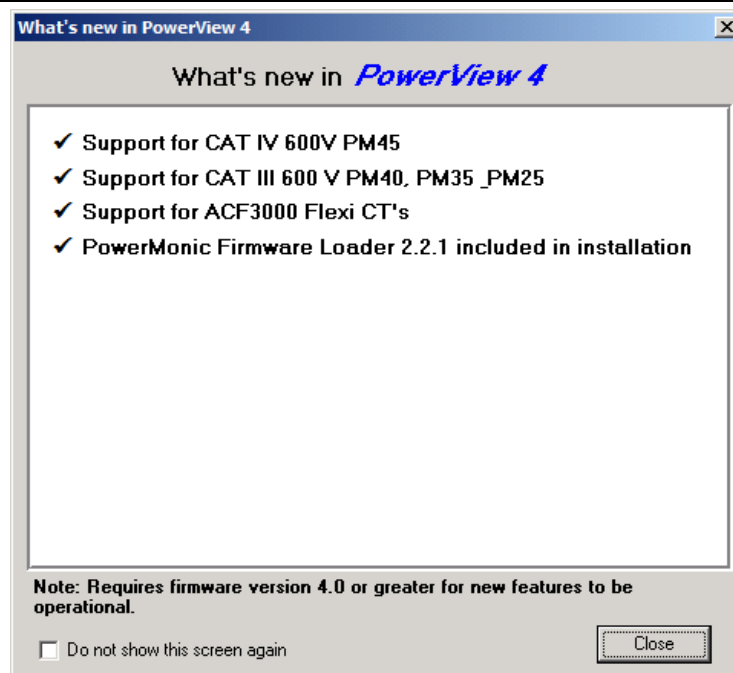 What's new in PowerView 4
What's new in PowerView 4
✓ Support for CAT IV 600V PM45
✓ Support for CAT III 600 V PM40, PM35 _PM25
✓ Support for ACF3000 Flexi CT's
✓ PowerMonic Firmware Loader 2.2.1 included in installation
Note: Requires firmware version 4.0 or greater for new features to be
operational.
Do not show this screen again
Close